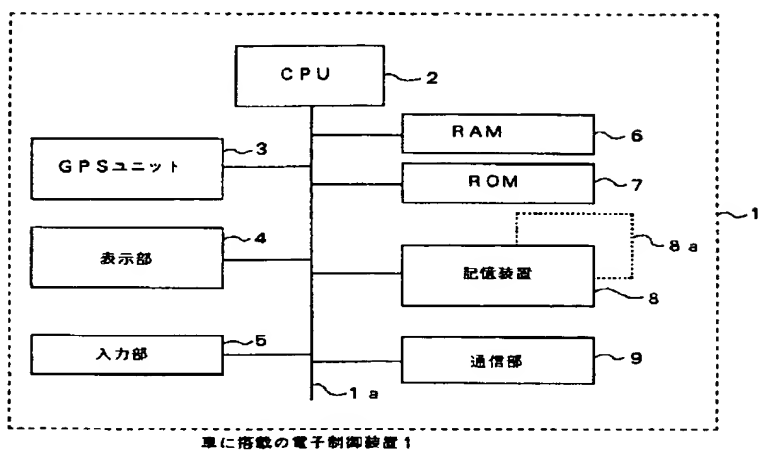 CPU
2
GPSユニット
3
RAM
6
ROM
7
1
表示部
4
8a
記憶装置
8
入力部
5
通信部
9
1a
車に搭載の電子制御装置1